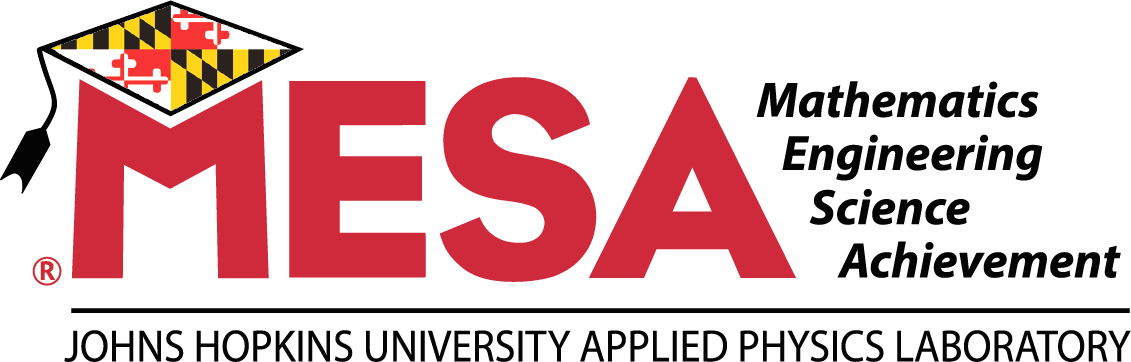 MESA
®
Mathematics
Engineering
Science
Achievement
JOHNS HOPKINS UNIVERSITY APPLIED PHYSICS LABORATORY